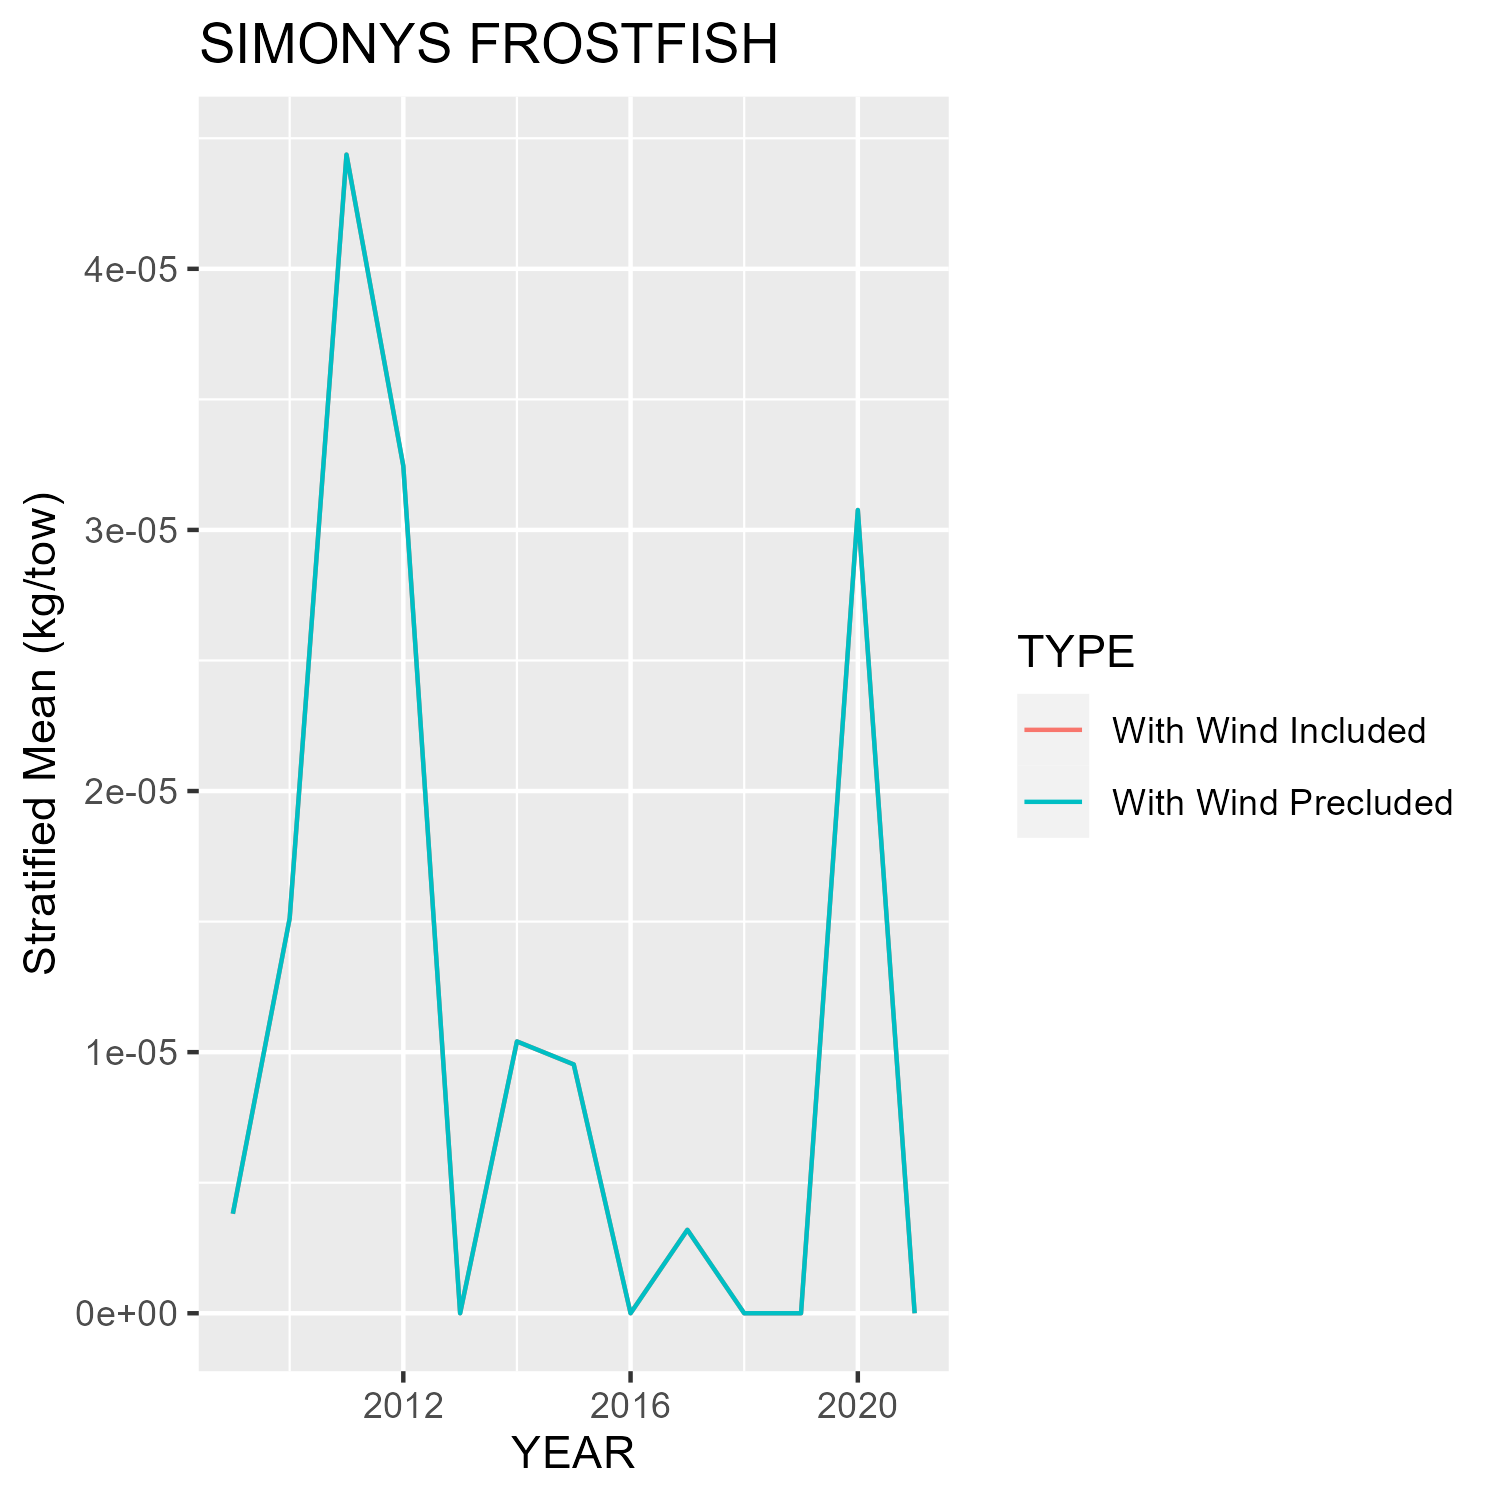 SIMONYS FROSTFISH
Stratified Mean (kg/tow)
4e-05
3e-05
2e-05
1e-05
0e+00
2012
2016
2020
YEAR
TYPE
With Wind Included
With Wind Precluded